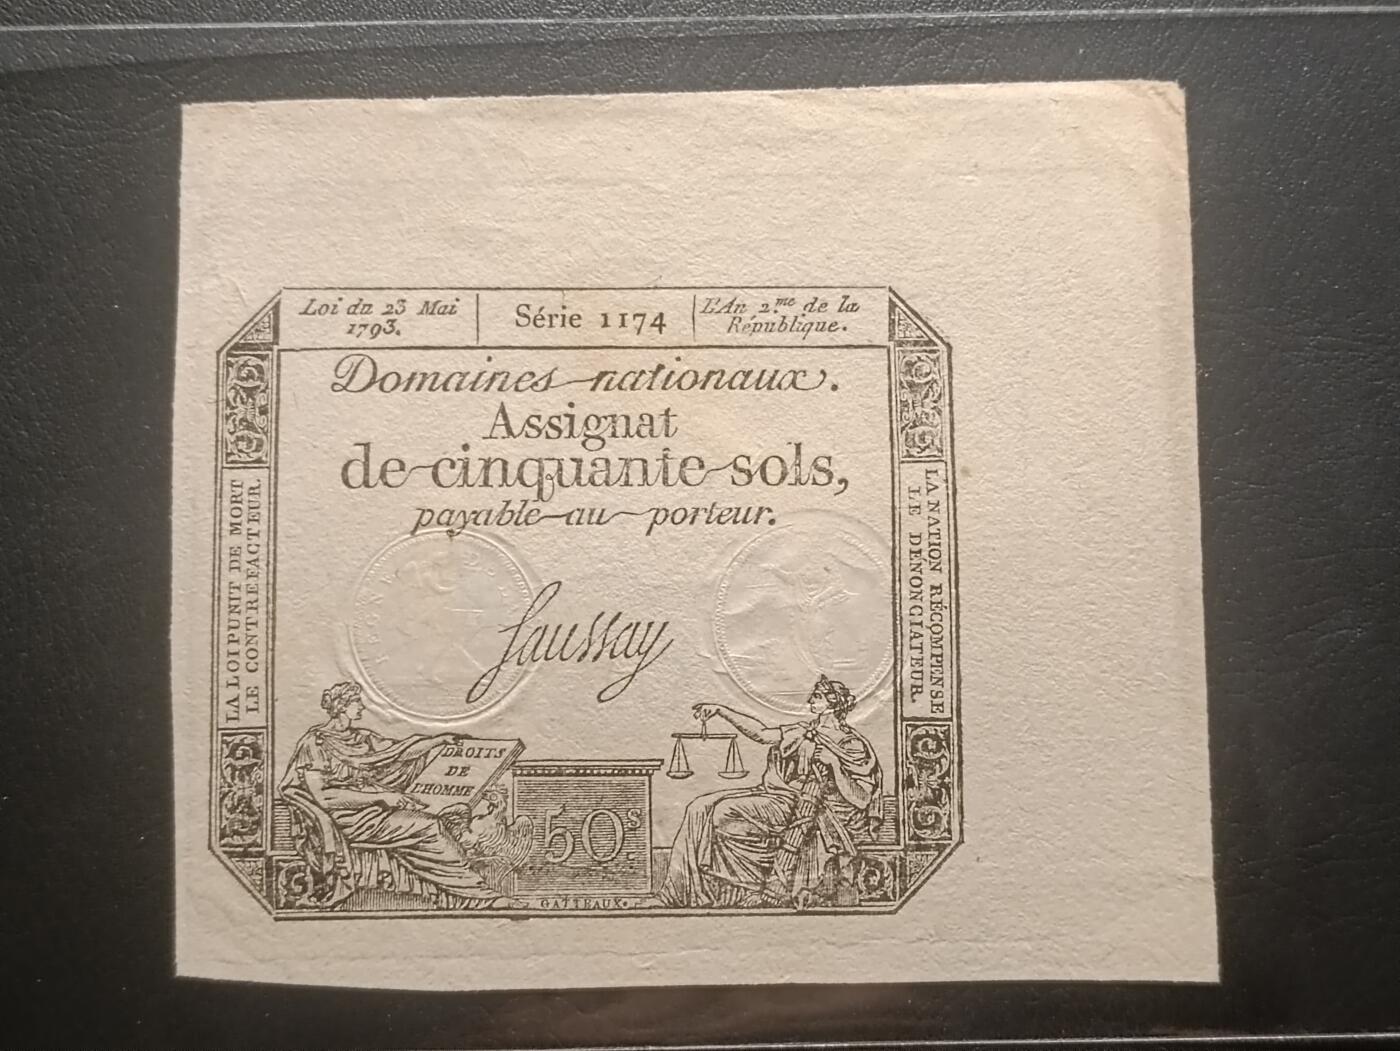 Loi du 23 Mai
1793.
Série 1174
L'An 2.me de la
République.
Domaines nationaux.
Assignat
de cinquante sols,
payable au porteur.
Saussay
LA LOI PUNIT DE MORT
LE CONTREFACTEUR.
LA NATION RÉCOMPENSE
LE DÉNONCIATEUR.
DROITS
DE
L'HOMME
50s
GATTEAUX.